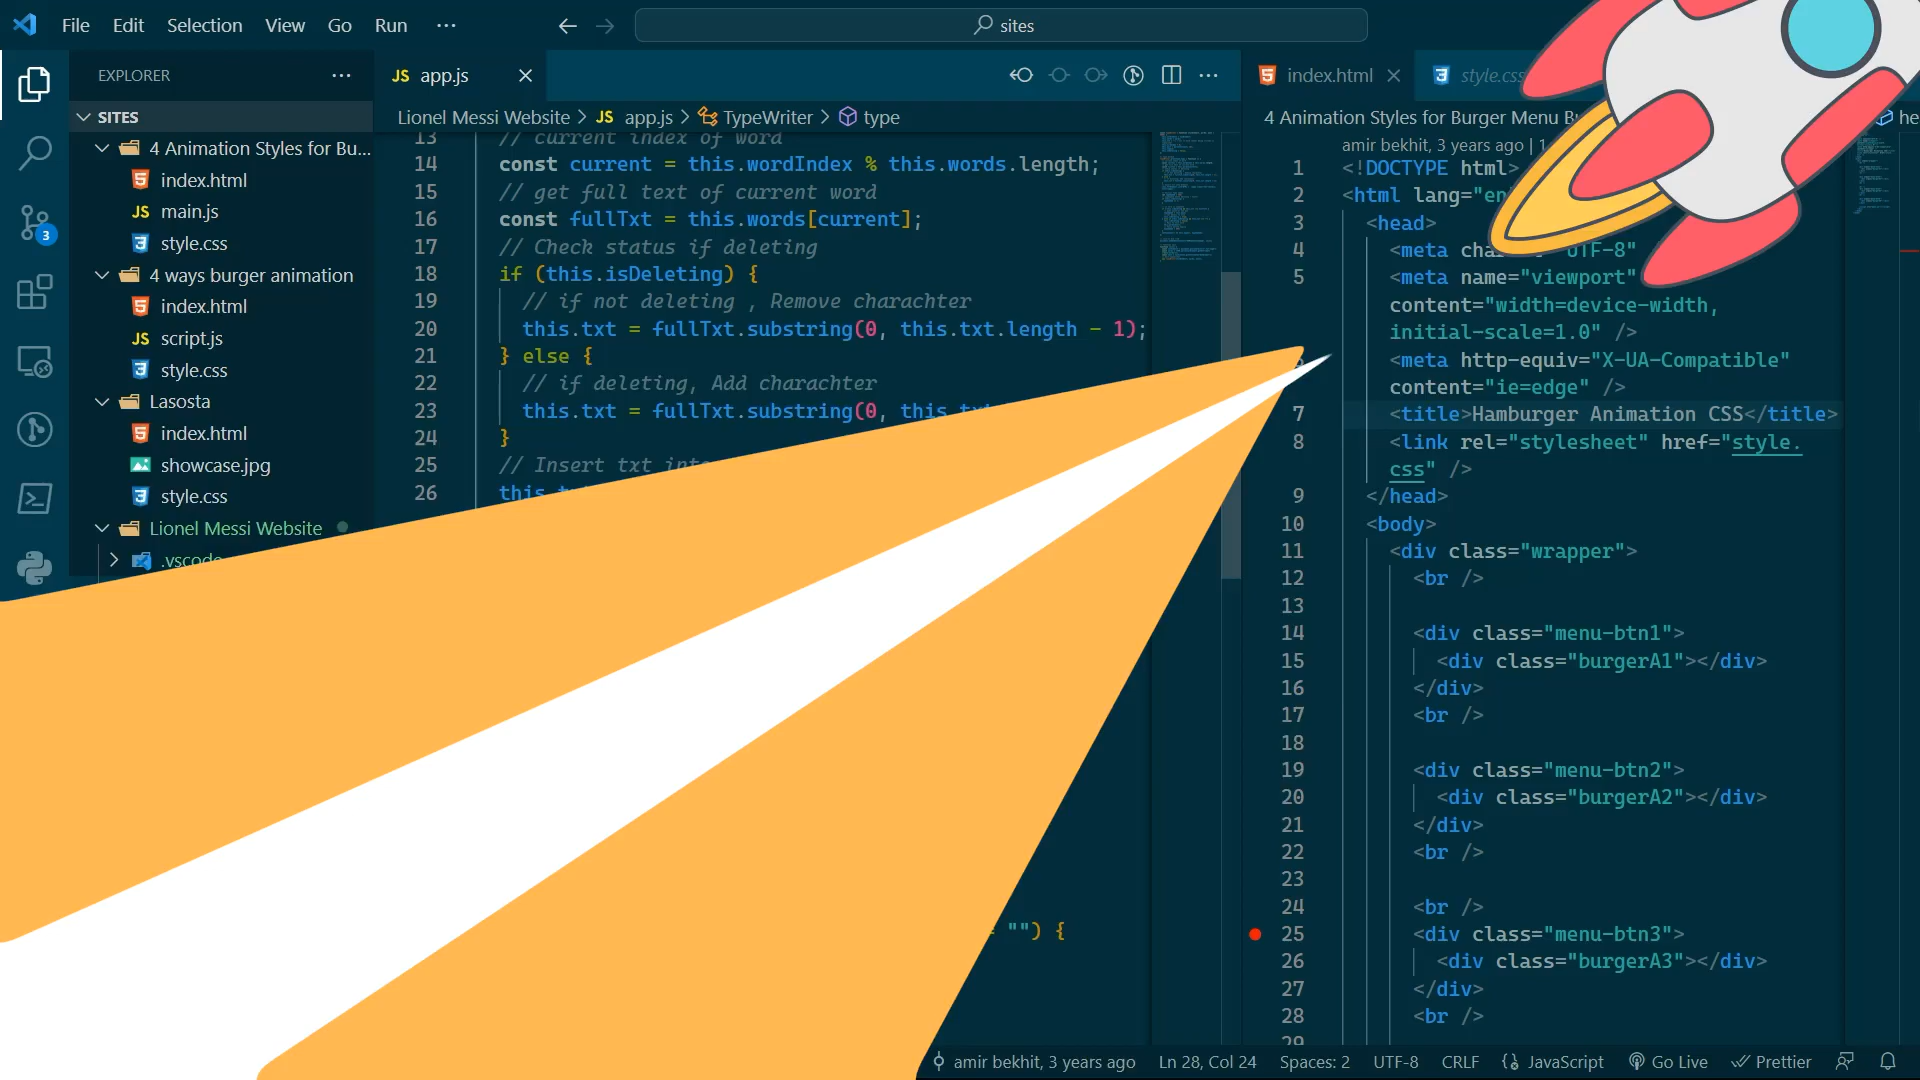 File Edit Selection View Go Run ...
sites
EXPLORER ...
SITES
4 Animation Styles for Bu...
index.html
main.js
style.css
3
4 ways burger animation
index.html
script.js
style.css
Lasosta
index.html
showcase.jpg
style.css
Lionel Messi Website
.vscode
JS app.js
Lionel Messi Website > JS app.js > TypeWriter > type
13 // current index of word
14 const current = this.wordIndex % this.words.length;
15 // get full text of current word
16 const fullTxt = this.words[current];
17 // Check status if deleting
18 if (this.isDeleting) {
19 // if not deleting , Remove charachter
20 this.txt = fullTxt.substring(0, this.txt.length - 1);
21 } else {
22 // if deleting, Add charachter
23 this.txt = fullTxt.substring(0, this
24 }
25 // Insert txt
26 this
"") {
index.html
style.css
4 Animation Styles for Burger Menu
amir bekhit, 3 years ago | 1
1 <!DOCTYPE html>
2 <html lang="en
3 <head>
4 <meta UTF-8"
5 <meta name="viewport"
content="width=device-width,
initial-scale=1.0" />
<meta http-equiv="X-UA-Compatible"
content="ie=edge" />
7 <title>Hamburger Animation CSS</title>
8 <link rel="stylesheet" href="style.
css" />
9 </head>
10 <body>
11 <div class="wrapper">
12 <br />
13
14 <div class="menu-btn1">
15 <div class="burgerA1"></div>
16 </div>
17 <br />
18
19 <div class="menu-btn2">
20 <div class="burgerA2"></div>
21 </div>
22 <br />
23
24 <br />
25 <div class="menu-btn3">
26 <div class="burgerA3"></div>
27 </div>
28 <br />
29
amir bekhit, 3 years ago Ln 28, Col 24 Spaces: 2 UTF-8 CRLF {} JavaScript Go Live Prettier